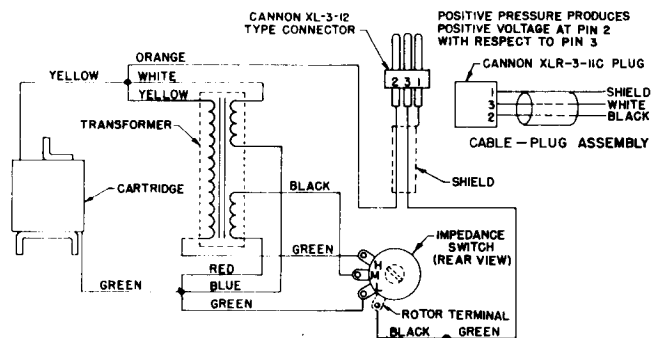 CANNON XL-3-12
TYPE CONNECTOR
POSITIVE PRESSURE PRODUCES
POSITIVE VOLTAGE AT PIN 2
WITH RESPECT TO PIN 3
ORANGE
YELLOW
WHITE
YELLOW
2 3 1
CANNON XLR-3-11C PLUG
1
3
2
SHIELD
WHITE
BLACK
CABLE-PLUG ASSEMBLY
TRANSFORMER
CARTRIDGE
BLACK
SHIELD
GREEN
IMPEDANCE
SWITCH
(REAR VIEW)
H
M
L
RED
GREEN
BLUE
GREEN
ROTOR TERMINAL
BLACK
GREEN